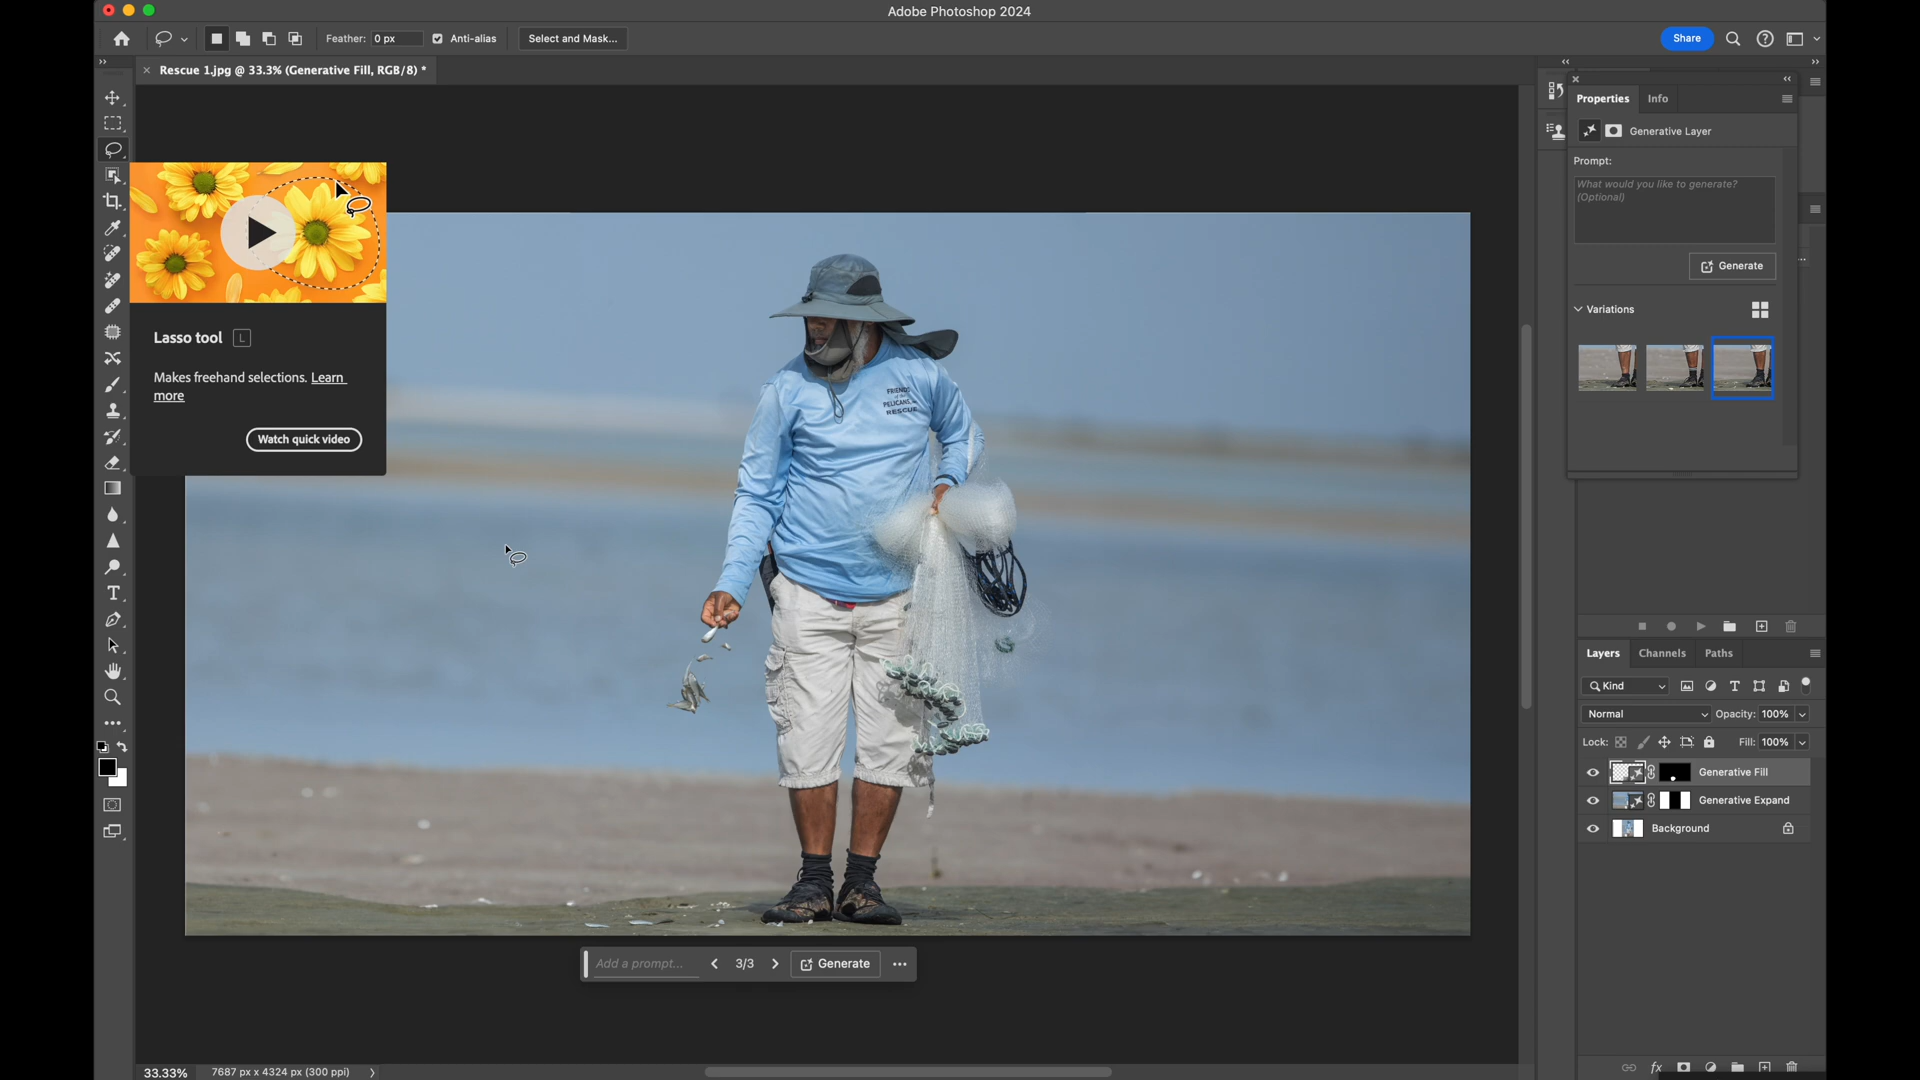 Adobe Photoshop 2024
Feather: 0 px Anti-alias Select and Mask... Share
Rescue 1.jpg @ 33.3% (Generative Fill, RGB/8) *
Properties Info
Generative Layer
Prompt:
What would you like to generate?
(Optional)
Generate
Variations
Lasso tool L
Makes freehand selections. Learn
more
Watch quick video
FRIENDS
PELICANS
RESCUE
T
Layers Channels Paths
Kind T
Normal Opacity: 100%
Lock: Fill: 100%
Generative Fill
Generative Expand
Background
Add a prompt... 3/3 Generate
33.33% 7687 px x 4324 px (300 ppi)
fx